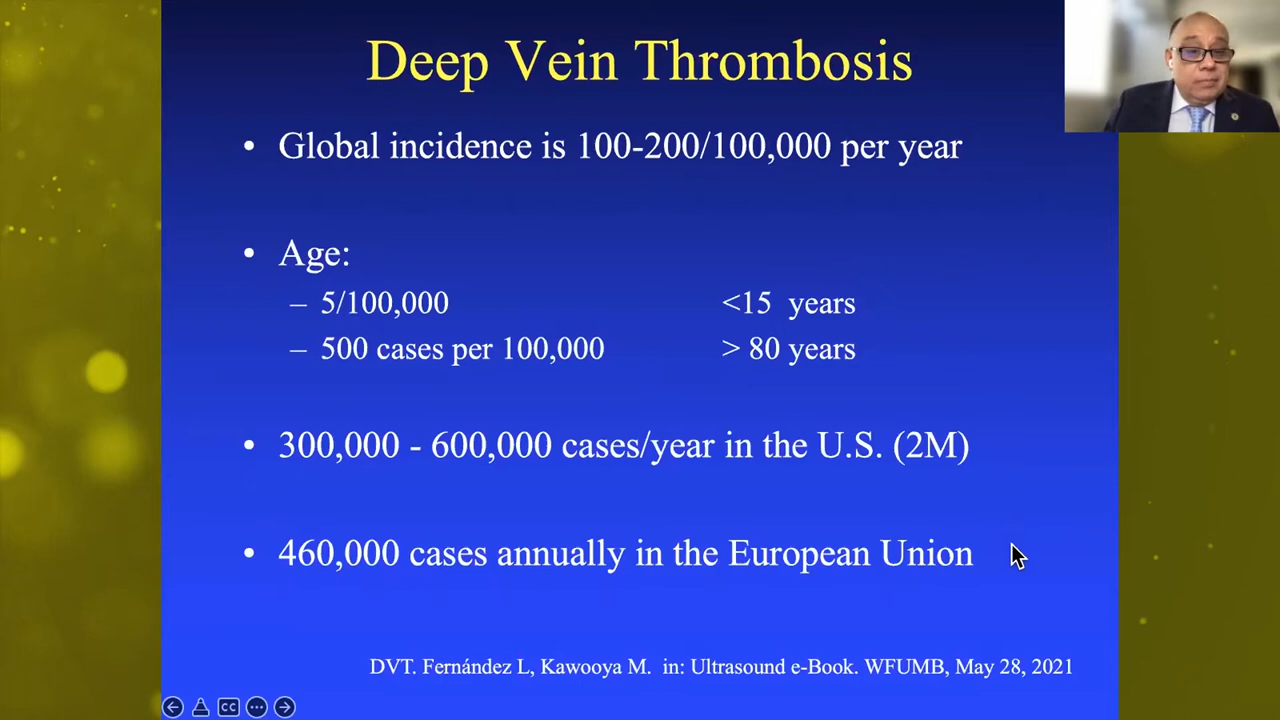 Deep Vein Thrombosis
• Global incidence is 100-200/100,000 per year
• Age:
– 5/100,000 <15 years
– 500 cases per 100,000 > 80 years
• 300,000 - 600,000 cases/year in the U.S. (2M)
• 460,000 cases annually in the European Union
DVT. Fernández L, Kawooya M. in: Ultrasound e-Book. WFUMB, May 28, 2021
CC